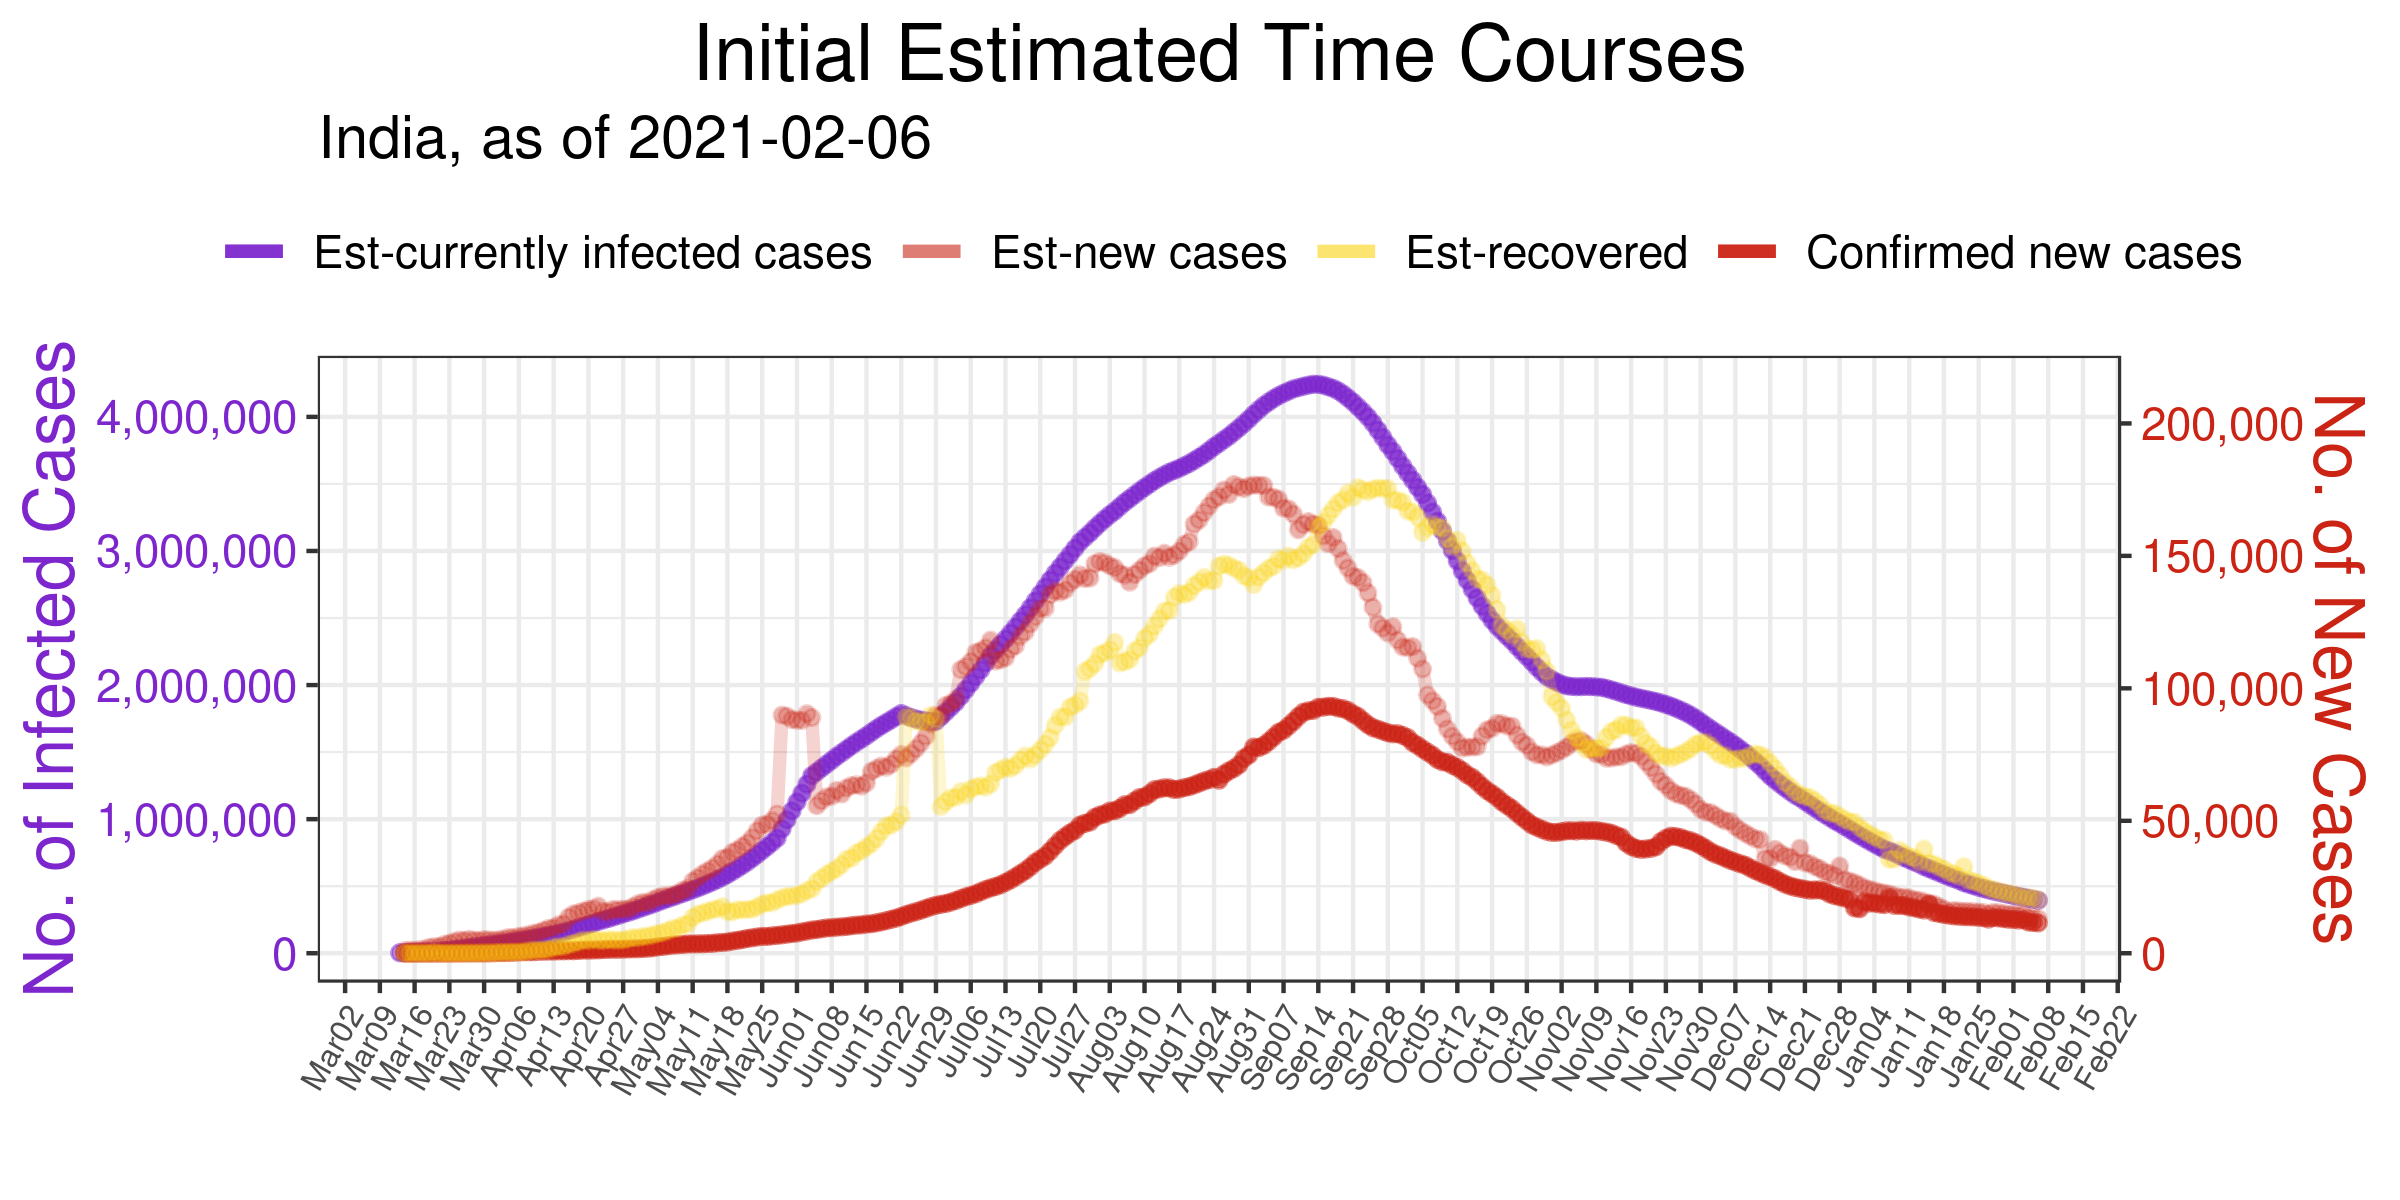 Initial Estimated Time Courses
India, as of 2021-02-06
Est-currently infected cases
Est-new cases
Est-recovered
Confirmed new cases
No. of Infected Cases
4,000,000
3,000,000
2,000,000
1,000,000
0
200,000
150,000
100,000
50,000
0
No. of New Cases
Mar02
Mar09
Mar16
Mar23
Mar30
Apr06
Apr13
Apr20
Apr27
May04
May11
May18
May25
Jun01
Jun08
Jun15
Jun22
Jun29
Jul06
Jul13
Jul20
Jul27
Aug03
Aug10
Aug17
Aug24
Aug31
Sep07
Sep14
Sep21
Sep28
Oct05
Oct12
Oct19
Oct26
Nov02
Nov09
Nov16
Nov23
Nov30
Dec07
Dec14
Dec21
Dec28
Jan04
Jan11
Jan18
Jan25
Feb01
Feb08
Feb15
Feb22